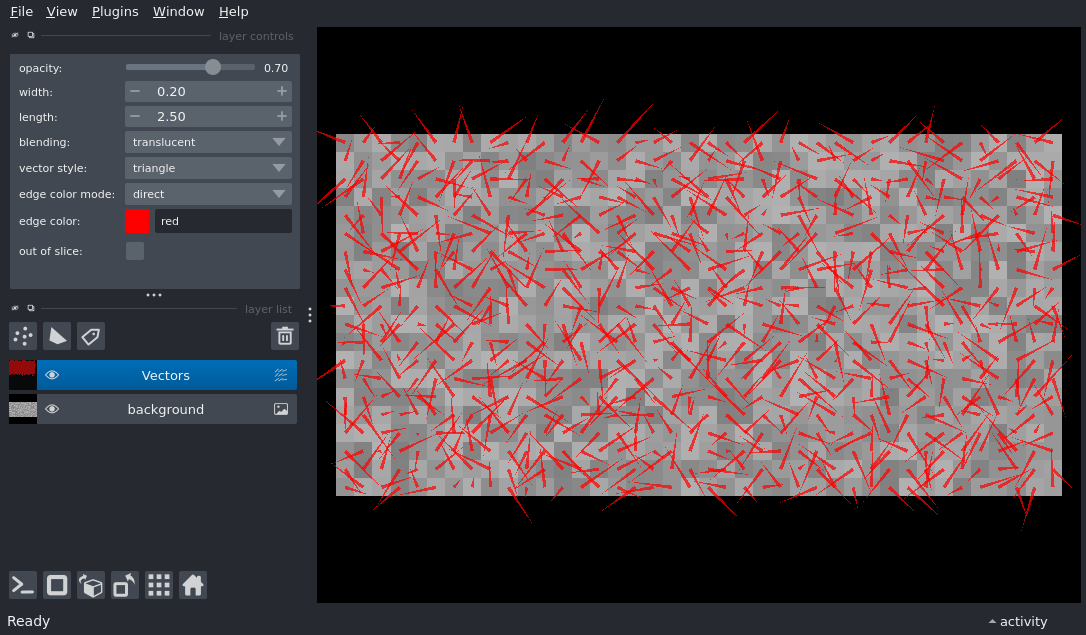 File View Plugins Window Help
layer controls
opacity: 0.70
width: 0.20
length: 2.50
blending: translucent
vector style: triangle
edge color mode: direct
edge color: red
out of slice:
layer list
Vectors
background
Ready
activity